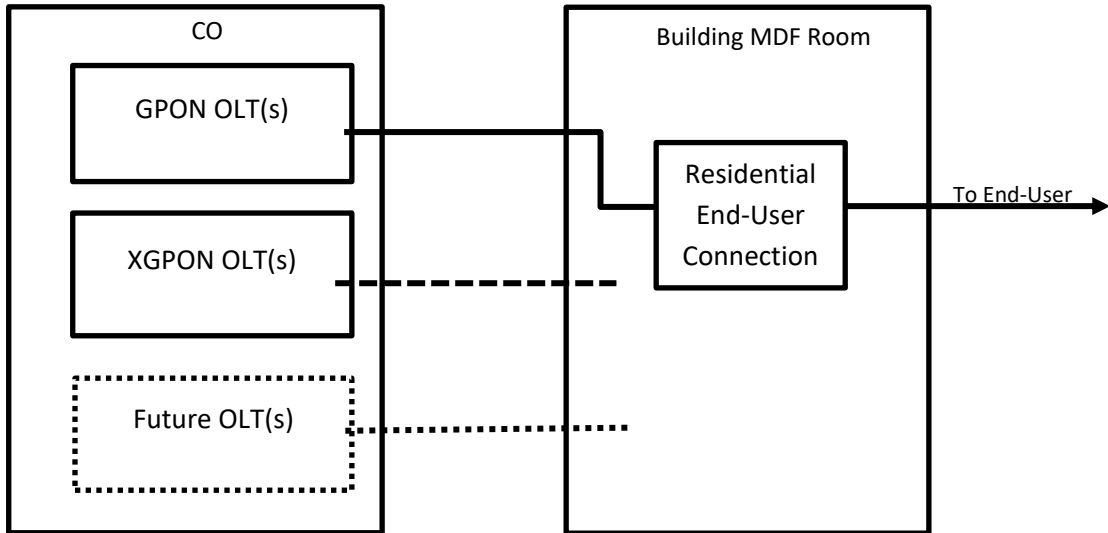 CO
Building MDF Room
GPON OLT(s)
Residential
End-User
Connection
To End-User
XGPON OLT(s)
Future OLT(s)